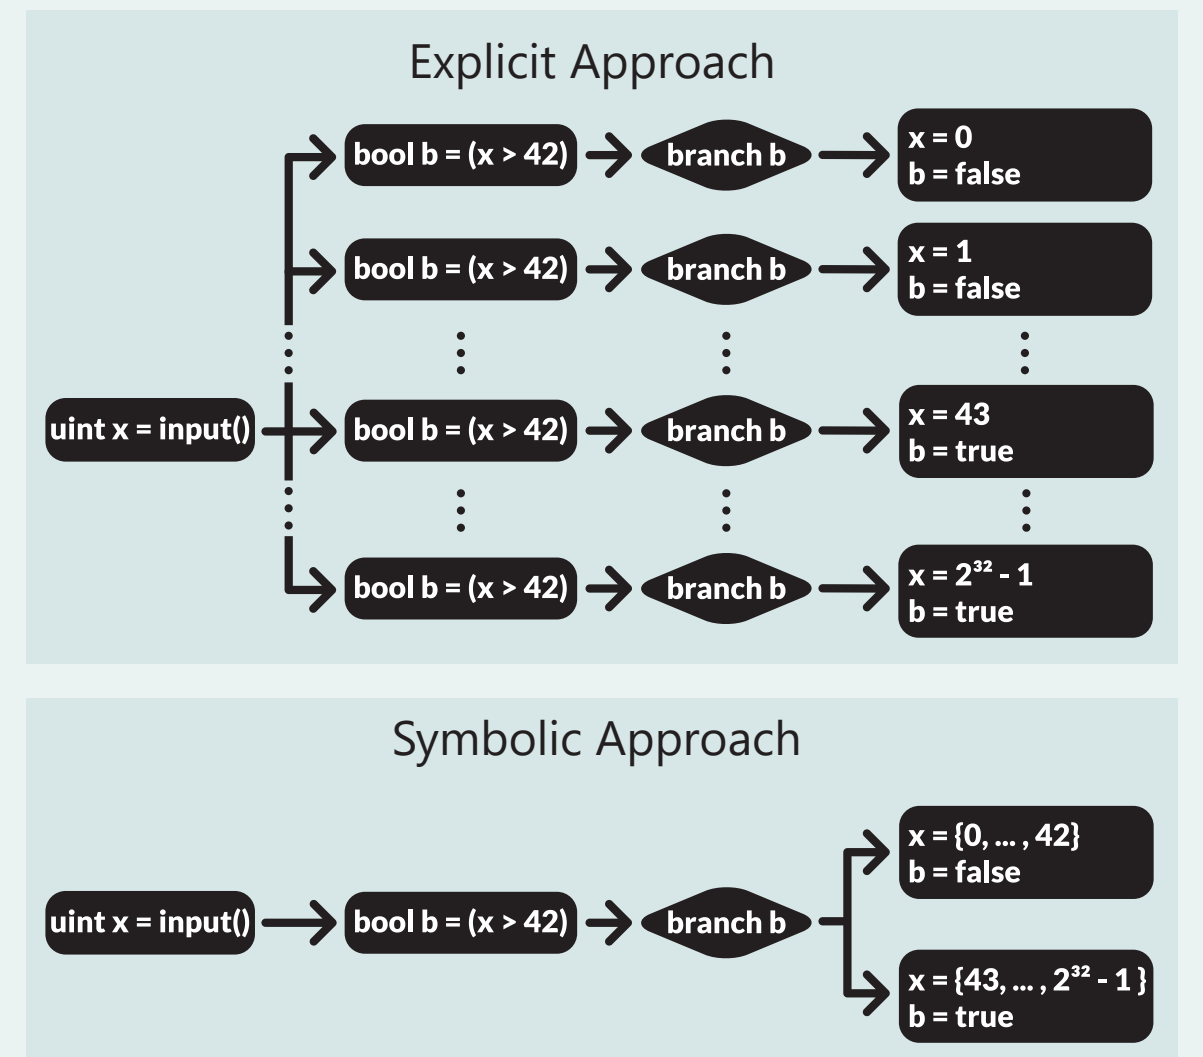 Explicit Approach
bool b = (x > 42)
branch b
x = 0
b = false
bool b = (x > 42)
branch b
x = 1
b = false
uint x = input()
bool b = (x > 42)
branch b
x = 43
b = true
bool b = (x > 42)
branch b
x = 2³² - 1
b = true
Symbolic Approach
uint x = input()
bool b = (x > 42)
branch b
x = {0, ... , 42}
b = false
x = {43, ... , 2³² - 1 }
b = true